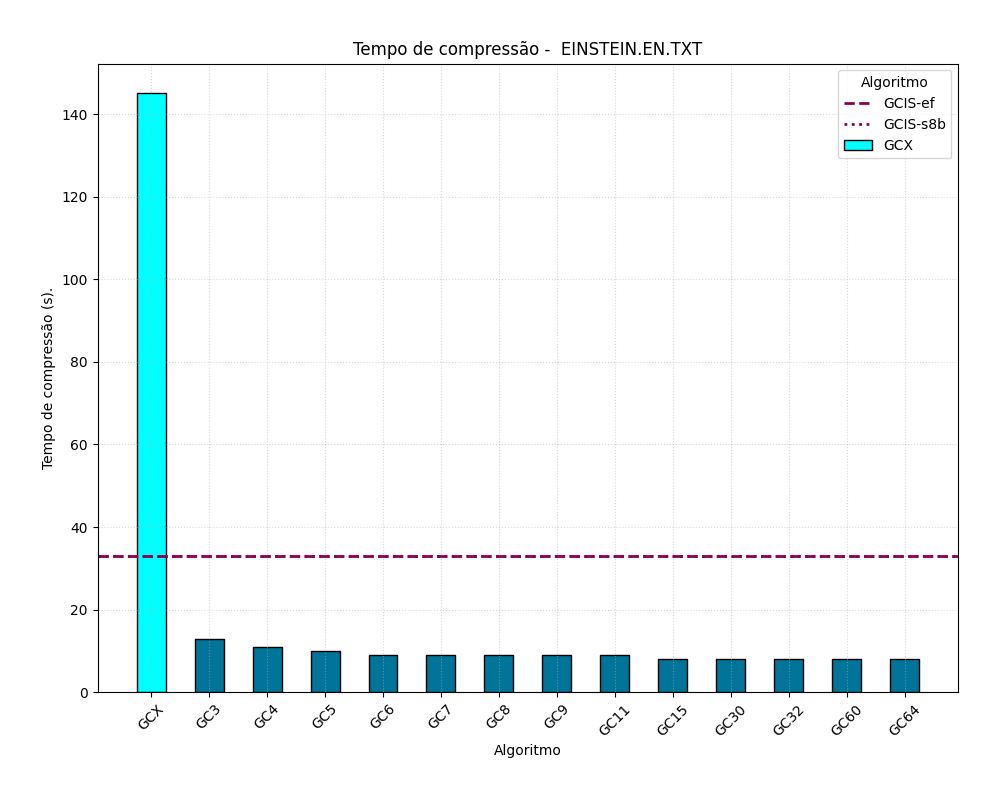 Tempo de compressão -  EINSTEIN.EN.TXT
Algoritmo
GCIS-ef
GCIS-s8b
GCX
Tempo de compressão (s).
140
120
100
80
60
40
20
0
GCX GC3 GC4 GC5 GC6 GC7 GC8 GC9 GC11 GC15 GC30 GC32 GC60 GC64
Algoritmo